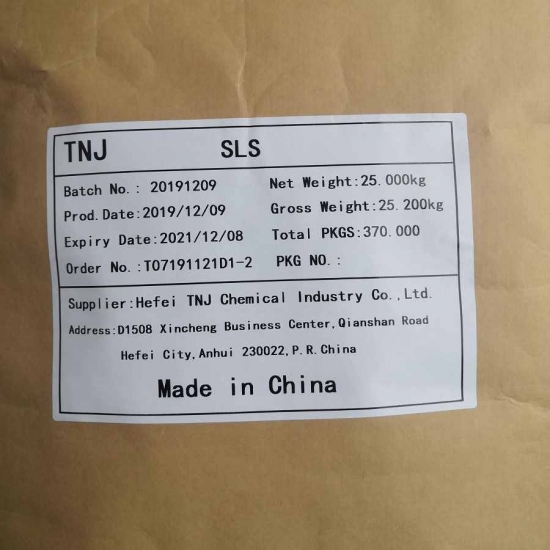 TNJ SLS
Batch No.: 20191209 Net Weight:25.000kg
Prod.Date:2019/12/09 Gross Weight:25.200kg
Expiry Date:2021/12/08 Total PKGS:370.000
Order No.:T07191121D1-2 PKG NO.:
Supplier:Hefei TNJ Chemical Industry Co.,Ltd.
Address:D1508 Xincheng Business Center,Qianshan Road
Hefei City,Anhui 230022,P.R.China
Made in China